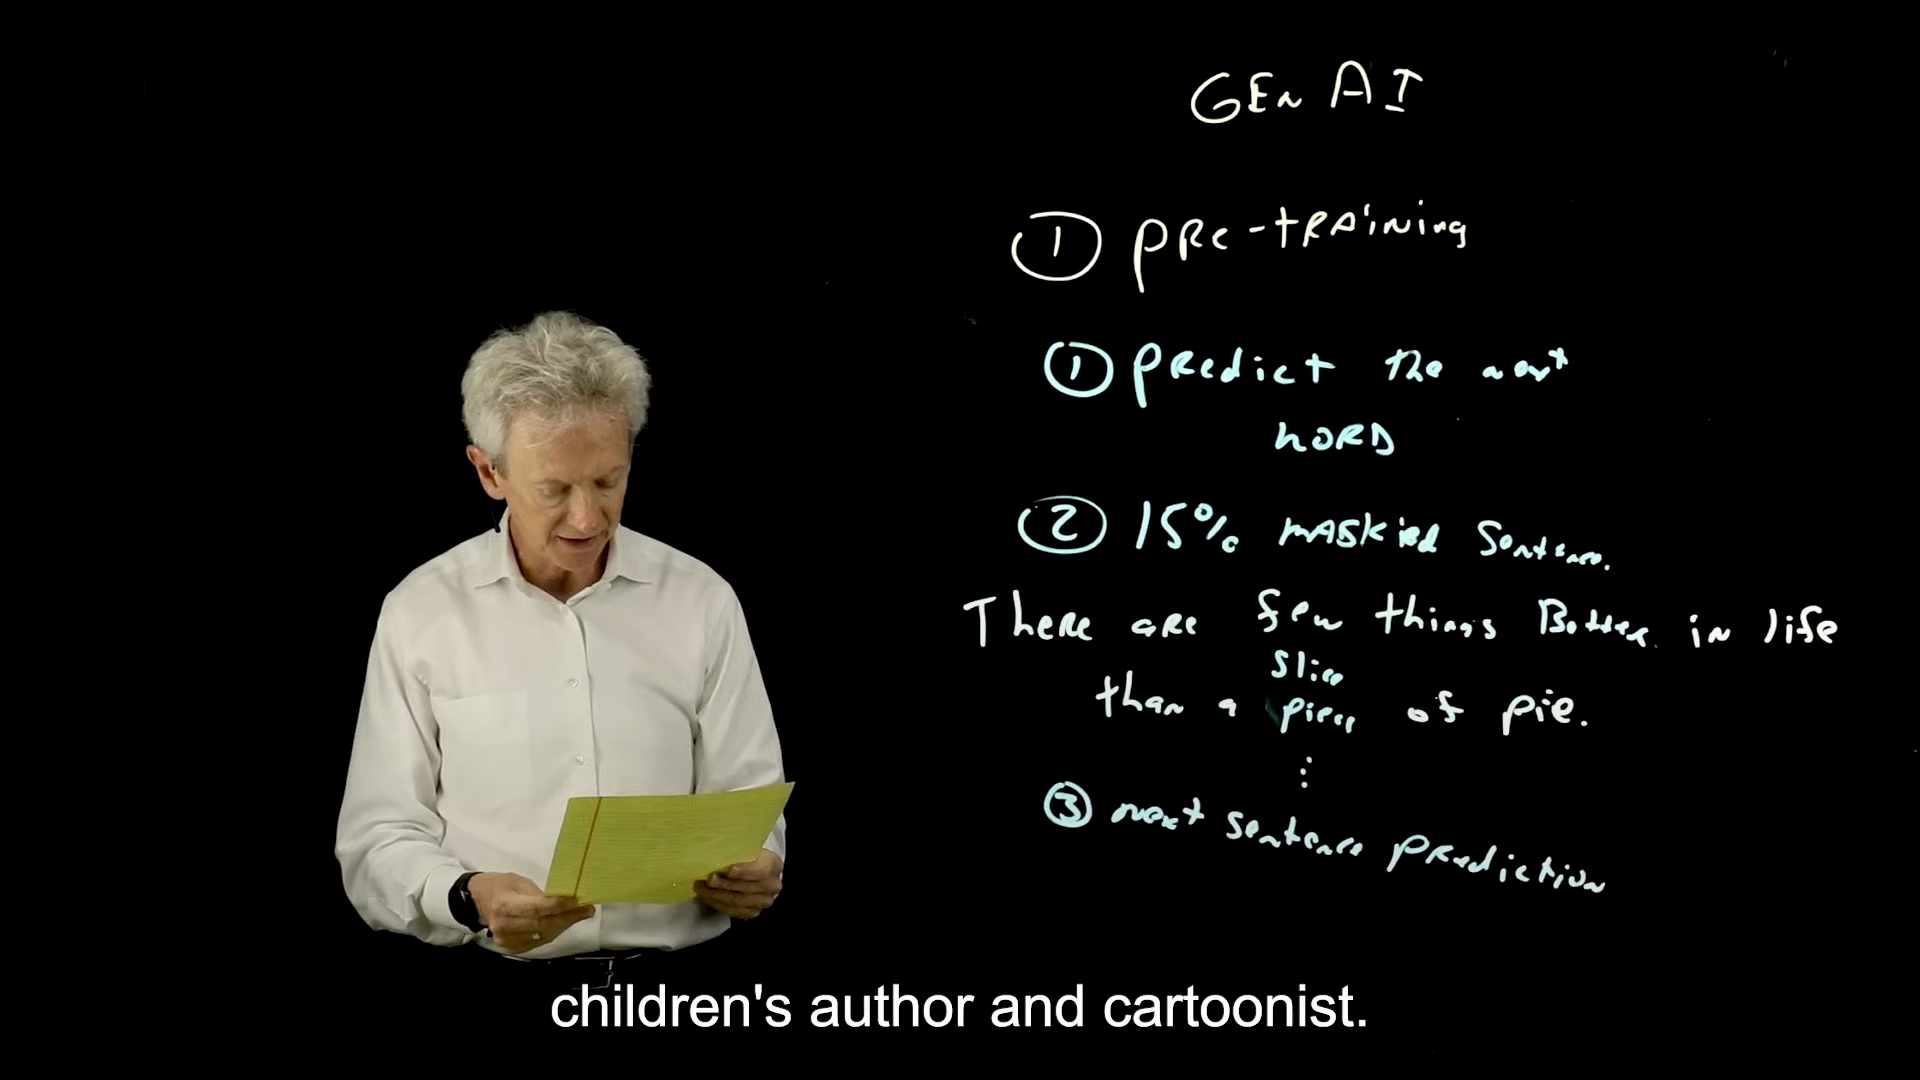 GEn AI
① PRe-tRAining
① PRedict the next
WORD
② 15% MASKied Sentence.
There are few things Better in life
slice
than a piece of pie.
⋮
③ next sentence prediction
children's author and cartoonist.